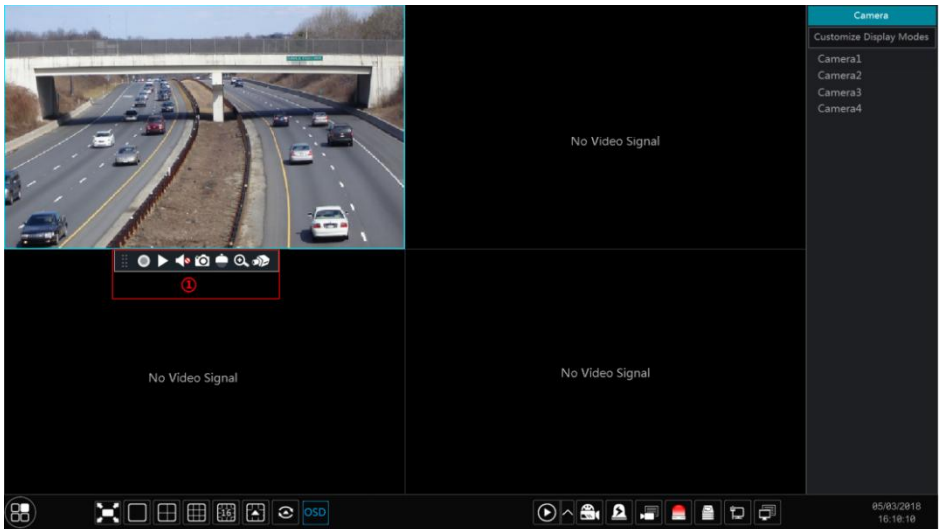 Camera
Customize Display Modes
Camera1
Camera2
Camera3
Camera4
No Video Signal
①
No Video Signal
No Video Signal
16
OSD
05/03/2018
16:10:10